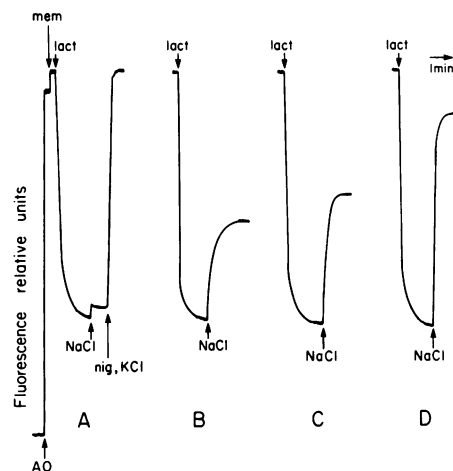 mem
lact
lact
lact
lact
1min
Fluorescence relative units
NaCl
nig, KCl
NaCl
NaCl
NaCl
A
B
C
D
AO